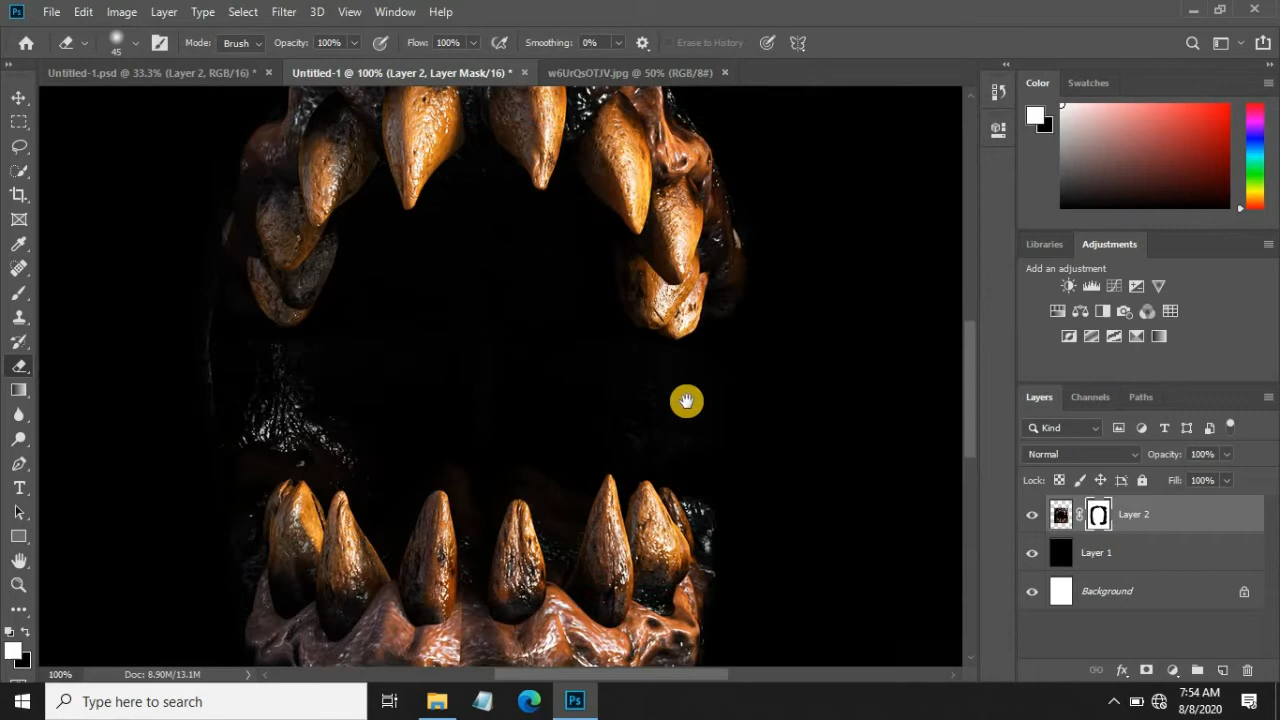 Ps File Edit Image Layer Type Select Filter 3D View Window Help
45 Mode: Brush Opacity: 100% Flow: 100% Smoothing: 0% Erase to History
Untitled-1.psd @ 33.3% (Layer 2, RGB/16) * Untitled-1 @ 100% (Layer 2, Layer Mask/16) * w6UrQsOTJV.jpg @ 50% (RGB/8#)
Color Swatches
Libraries Adjustments
Add an adjustment
Layers Channels Paths
Kind
Normal Opacity: 100%
Lock: Fill: 100%
Layer 2
Layer 1
Background
100% Doc: 8.90M/13.1M
Type here to search
Ps
7:54 AM
8/8/2020